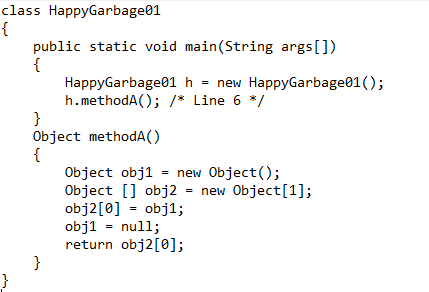 class HappyGarbage01
{
    public static void main(String args[])
    {
        HappyGarbage01 h = new HappyGarbage01();
        h.methodA(); /* Line 6 */
    }
    Object methodA()
    {
        Object obj1 = new Object();
        Object [] obj2 = new Object[1];
        obj2[0] = obj1;
        obj1 = null;
        return obj2[0];
    }
}